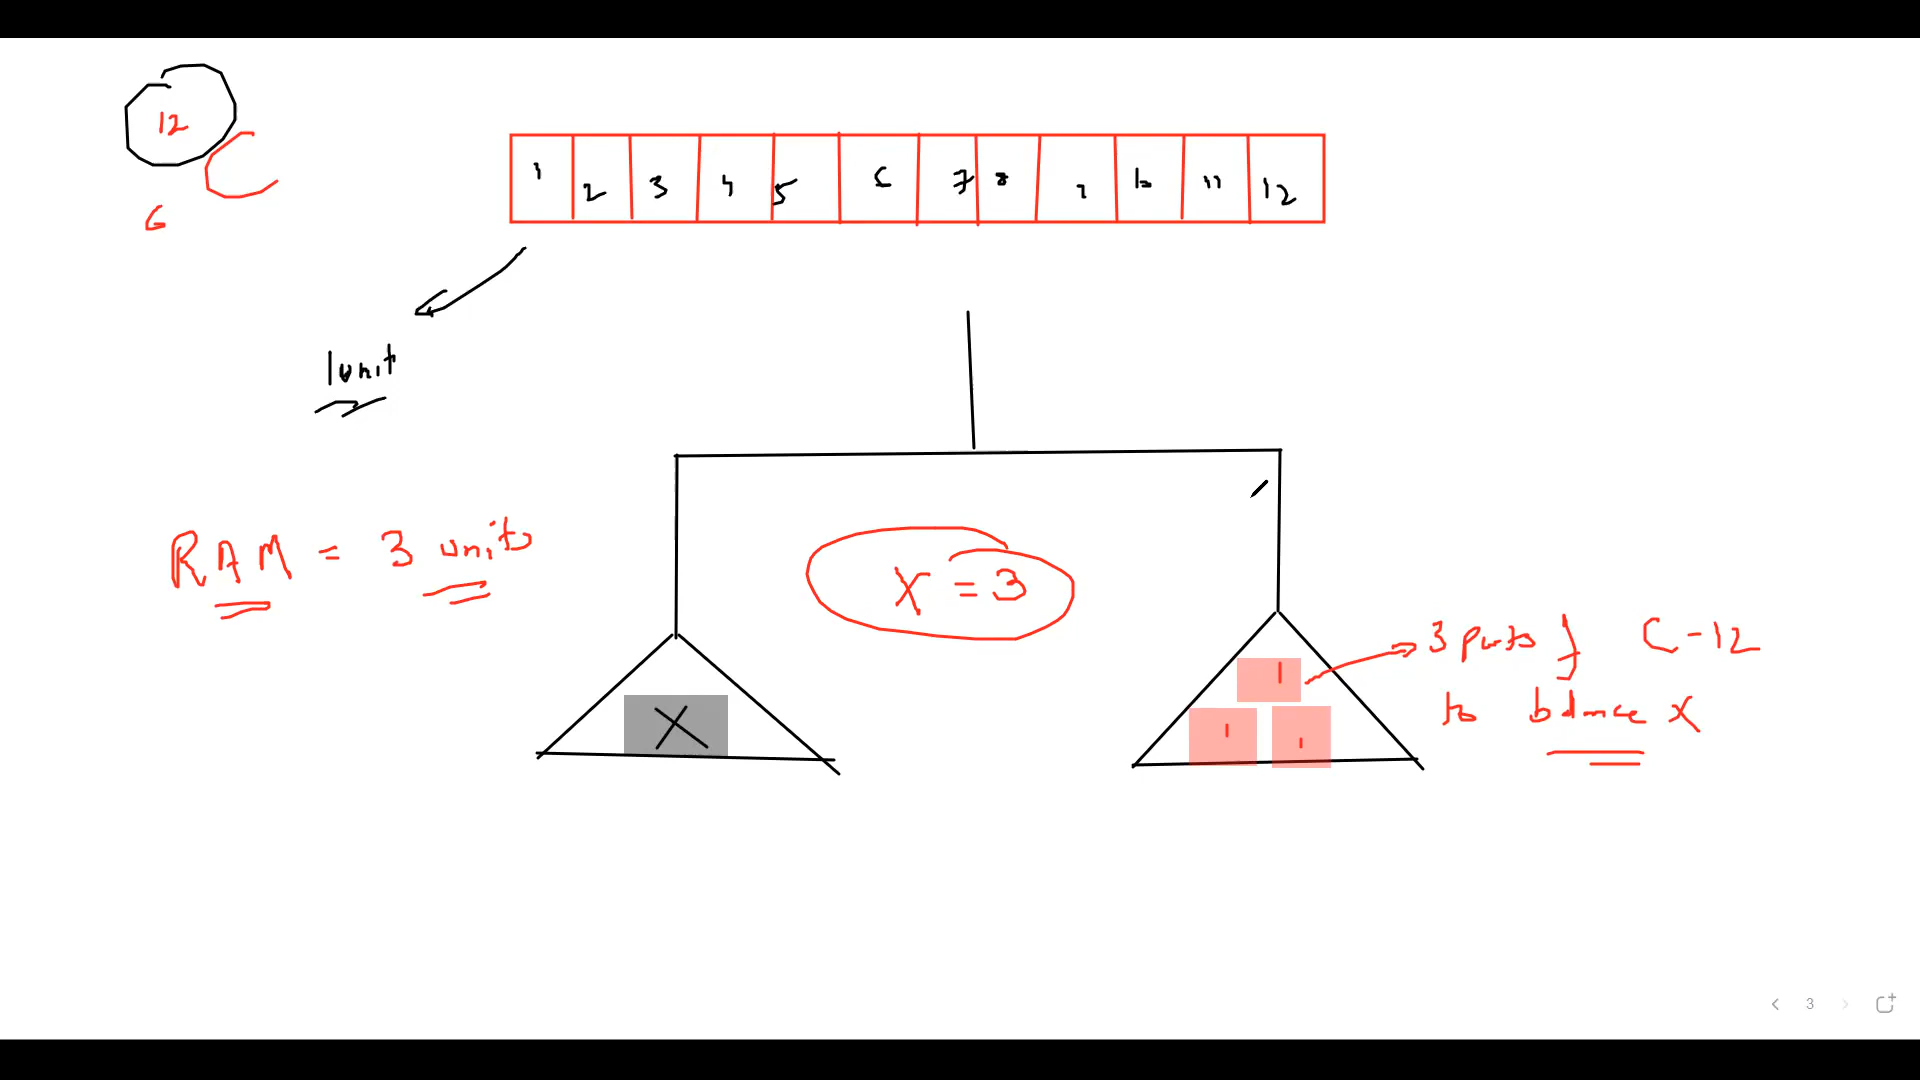 12
C
6
1 2 3 4 5 6 7 8 9 10 11 12
1unit
RAM = 3 units
X = 3
X
1
1 1
3 parts } C-12
to balance X
3